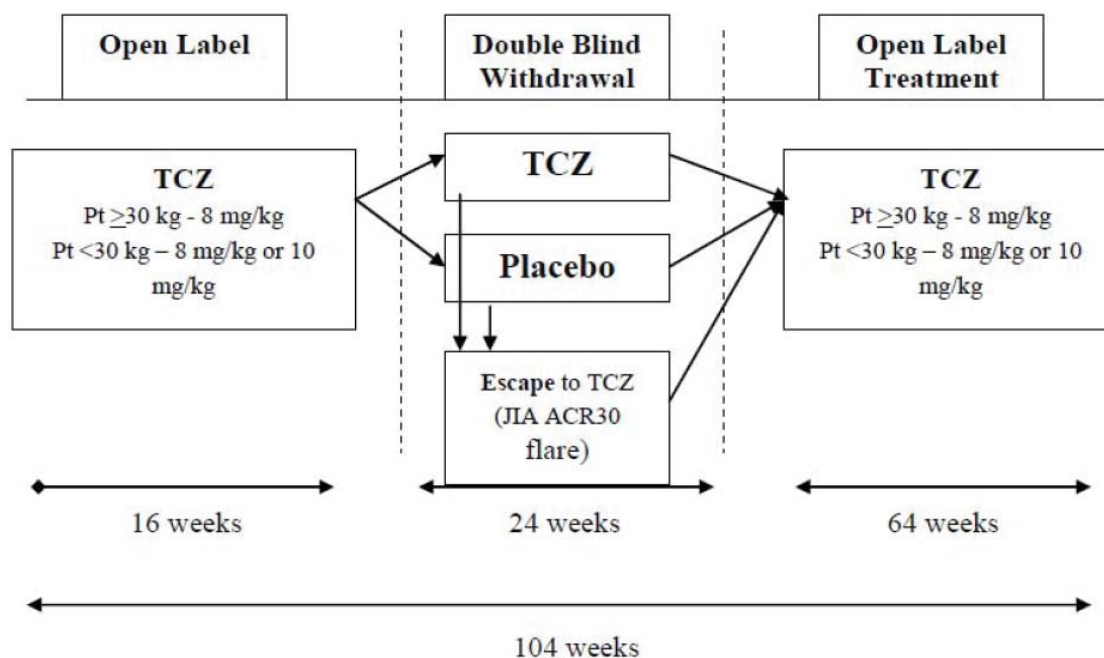 Open Label
Double Blind
Withdrawal
Open Label
Treatment
TCZ
Pt ≥30 kg - 8 mg/kg
Pt <30 kg – 8 mg/kg or 10
mg/kg
TCZ
Placebo
Escape to TCZ
(JIA ACR30
flare)
TCZ
Pt ≥30 kg - 8 mg/kg
Pt <30 kg – 8 mg/kg or 10
mg/kg
16 weeks
24 weeks
64 weeks
104 weeks